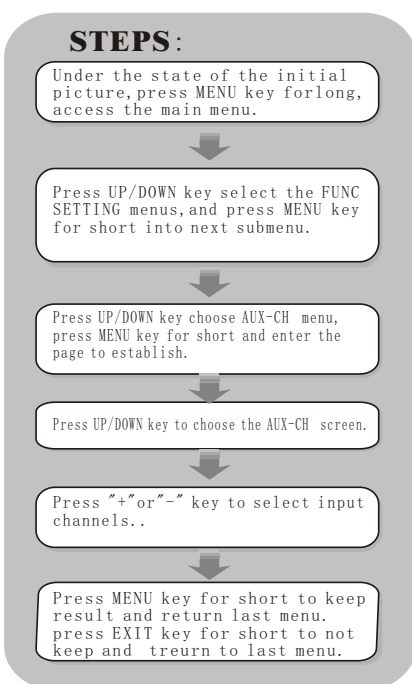 STEPS:
Under the state of the initial
picture,press MENU key forlong,
access the main menu.
Press UP/DOWN key select the FUNC
SETTING menus,and press MENU key
for short into next submenu.
Press UP/DOWN key choose AUX-CH menu,
press MENU key for short and enter the
page to establish.
Press UP/DOWN key to choose the AUX-CH screen.
Press "+"or"-" key to select input
channels..
Press MENU key for short to keep
result and return last menu.
press EXIT key for short to not
keep and treurn to last menu.